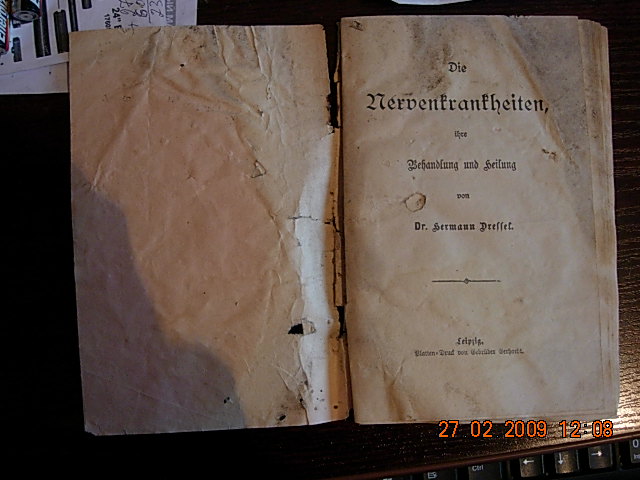 Die
Nervenkrankheiten,
ihre
Behandlung und Heilung
von
Dr. Hermann Dressel.
Leipzig,
Platten-Druck von Gebrüder Gerhardt.
27 02 2009 12:08
Ctrl